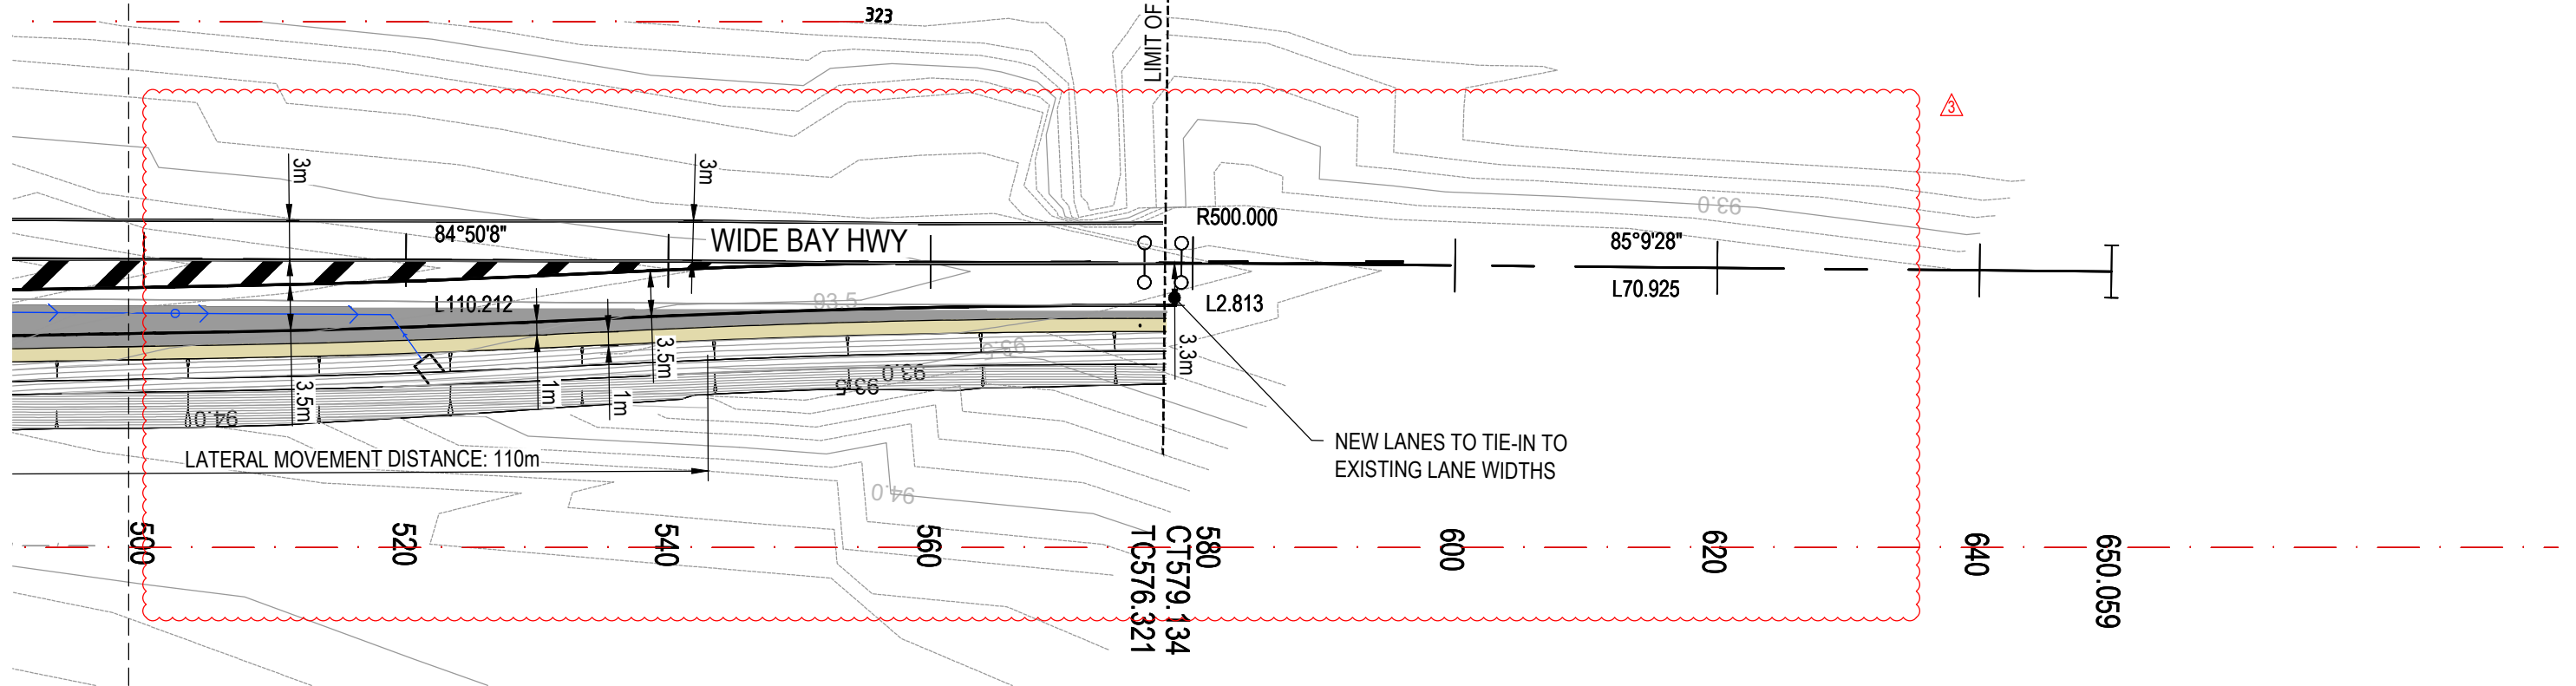 323
LIMIT OF
3
3m
3m
R500.000
93.0
84°50'8"
WIDE BAY HWY
85°9'28"
L110.212
93.5
L2.813
L70.925
3.5m
3.5m
1m
1m
3.3m
93.5
93.0
93.5
94.0
NEW LANES TO TIE-IN TO
EXISTING LANE WIDTHS
LATERAL MOVEMENT DISTANCE: 110m
94.0
500
520
540
560
TC576.321
CT579.134
580
600
620
640
650.059